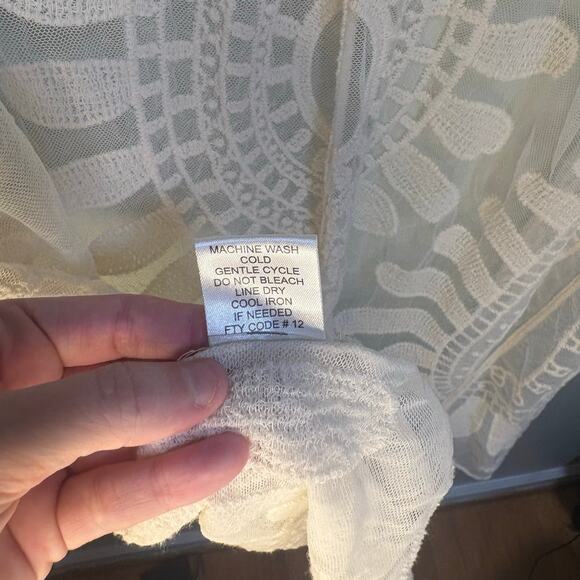 MACHINE WASH
COLD
GENTLE CYCLE
DO NOT BLEACH
LINE DRY
COOL IRON
IF NEEDED
FTY CODE # 12